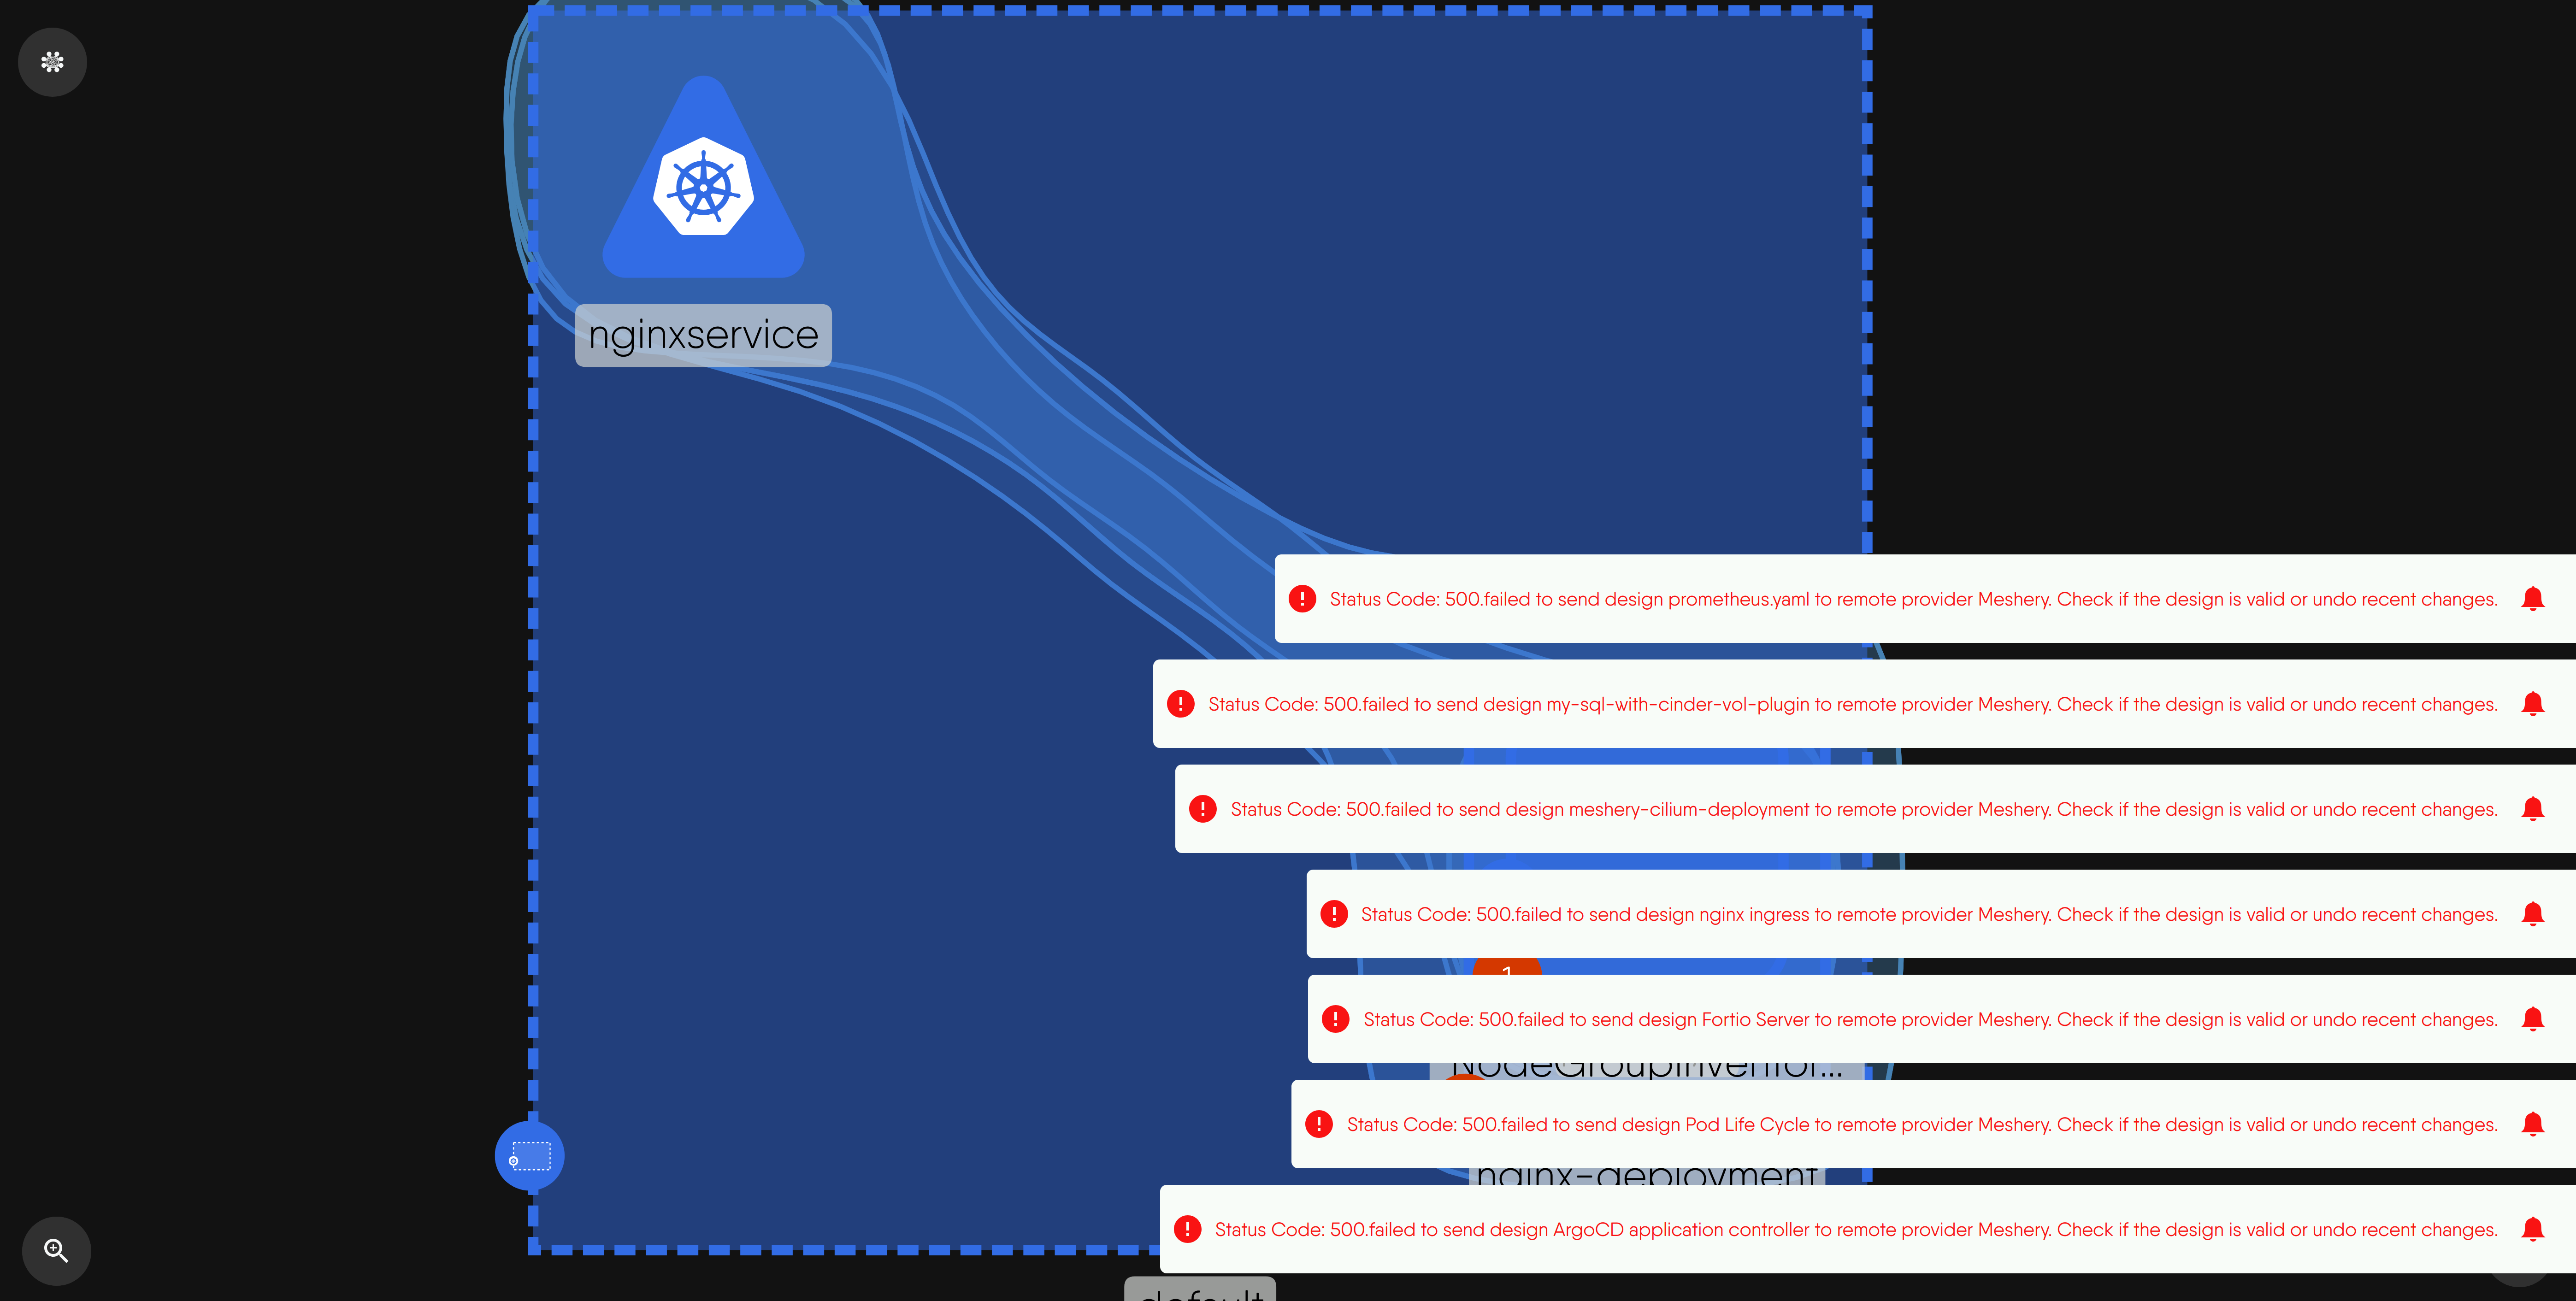 nginxservice
Status Code: 500.failed to send design prometheus.yaml to remote provider Meshery. Check if the design is valid or undo recent changes.
Status Code: 500.failed to send design my-sql-with-cinder-vol-plugin to remote provider Meshery. Check if the design is valid or undo recent changes.
Status Code: 500.failed to send design meshery-cilium-deployment to remote provider Meshery. Check if the design is valid or undo recent changes.
Status Code: 500.failed to send design nginx ingress to remote provider Meshery. Check if the design is valid or undo recent changes.
1
Status Code: 500.failed to send design Fortio Server to remote provider Meshery. Check if the design is valid or undo recent changes.
NodeGroupInventor...
Status Code: 500.failed to send design Pod Life Cycle to remote provider Meshery. Check if the design is valid or undo recent changes.
nginx-deployment
Status Code: 500.failed to send design ArgoCD application controller to remote provider Meshery. Check if the design is valid or undo recent changes.
default